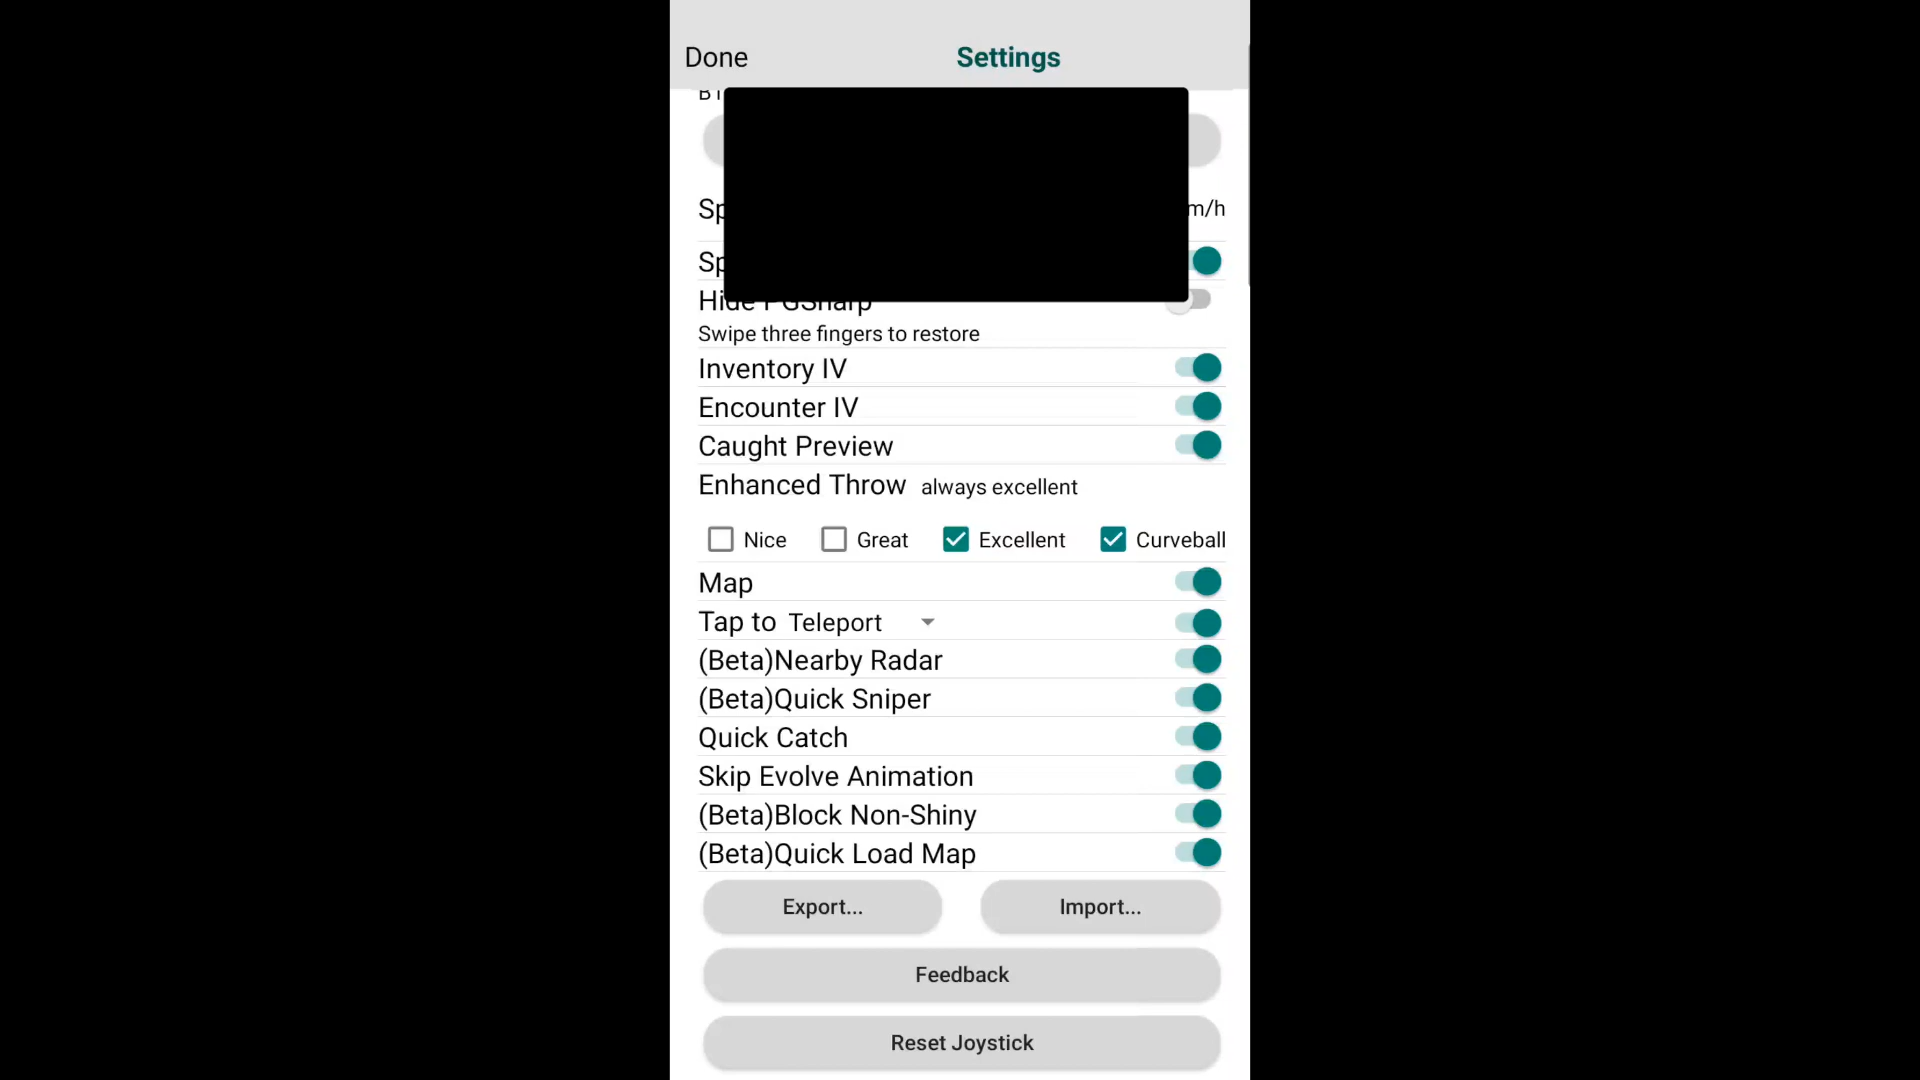 Done Settings
m/h
Hide PGSharp
Swipe three fingers to restore
Inventory IV
Encounter IV
Caught Preview
Enhanced Throw always excellent
Nice Great Excellent Curveball
Map
Tap to Teleport
(Beta)Nearby Radar
(Beta)Quick Sniper
Quick Catch
Skip Evolve Animation
(Beta)Block Non-Shiny
(Beta)Quick Load Map
Export... Import...
Feedback
Reset Joystick